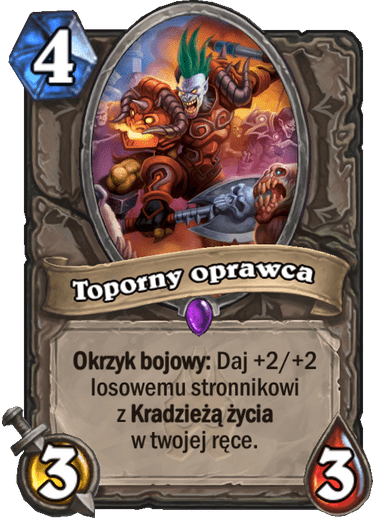 4
Toporny oprawca
Okrzyk bojowy: Daj +2/+2
losowemu stronnikowi
z Kradzieżą życia
w twojej ręce.
3
3